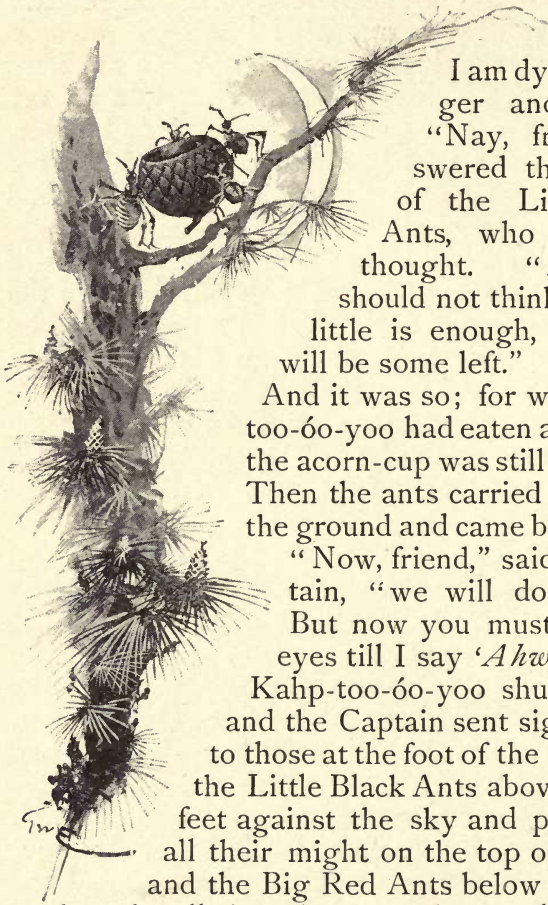 I am dy
ger and
“Nay, fr
swered th
of the Li
Ants, who
thought. “
should not think
little is enough,
will be some left.”
And it was so; for w
too-óo-yoo had eaten a
the acorn-cup was still
Then the ants carried
the ground and came b
“Now, friend,” said
tain, “we will do
But now you must
eyes till I say ‘Ahw
Kahp-too-óo-yoo shu
and the Captain sent sig
to those at the foot of the
the Little Black Ants abov
feet against the sky and p
all their might on the top o
and the Big Red Ants below